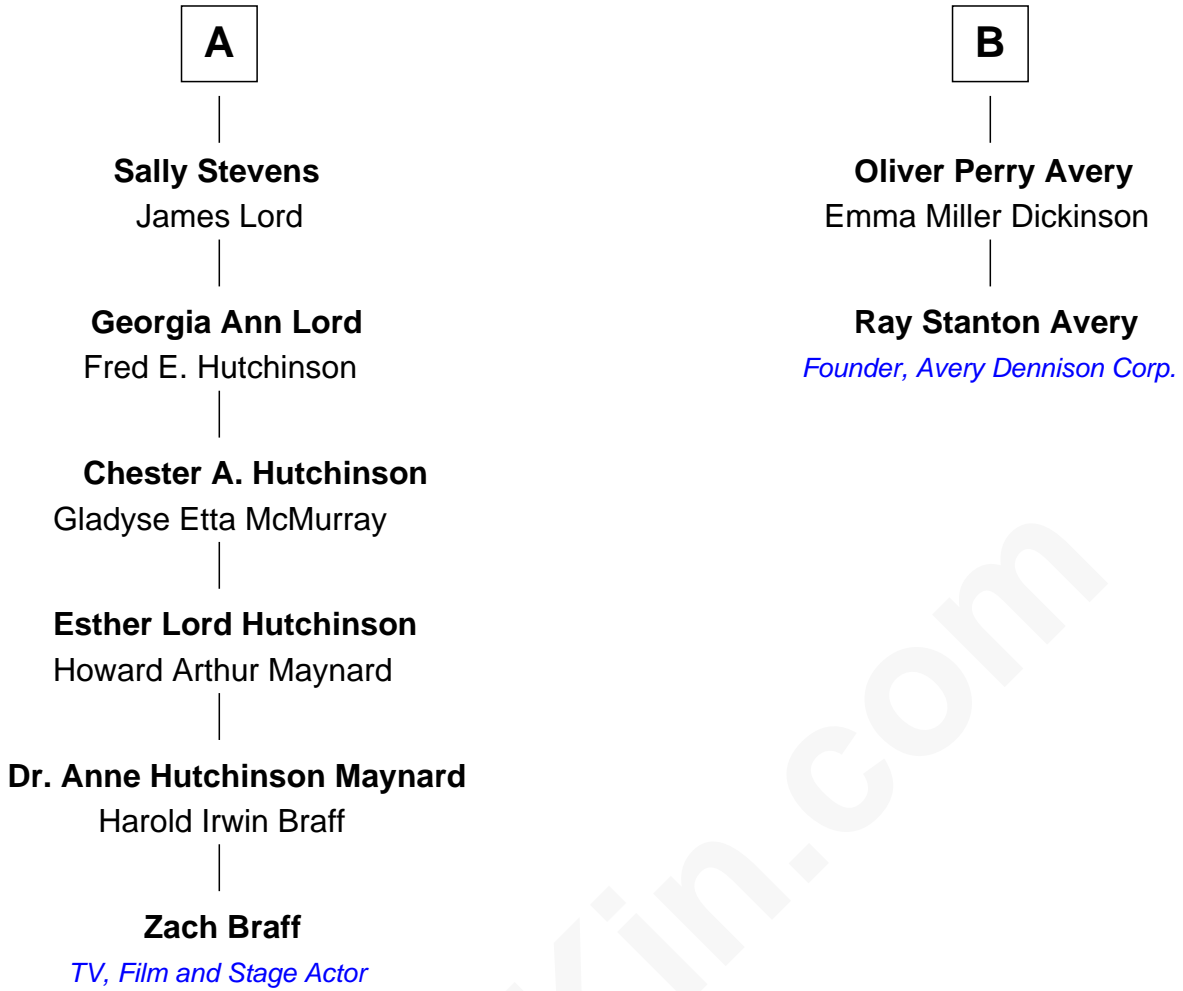 A
Sally Stevens
James Lord
Georgia Ann Lord
Fred E. Hutchinson
Chester A. Hutchinson
Gladyse Etta McMurray
Esther Lord Hutchinson
Howard Arthur Maynard
Dr. Anne Hutchinson Maynard
Harold Irwin Braff
Zach Braff
TV, Film and Stage Actor
B
Oliver Perry Avery
Emma Miller Dickinson
Ray Stanton Avery
Founder, Avery Dennison Corp.
Kin.com